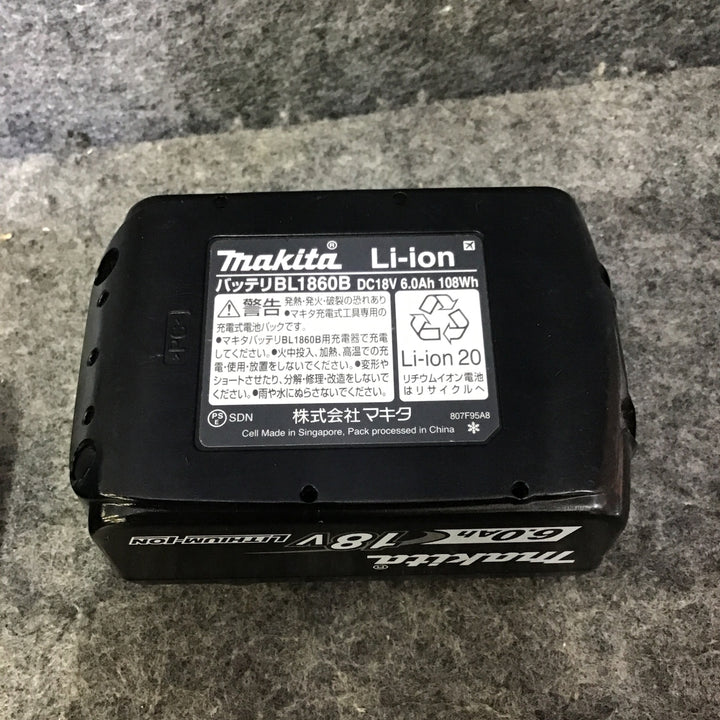 makita® Li-ion
バッテリBL1860B DC18V 6.0Ah 108Wh
警告 発熱・発火・破裂の恐れあり
●マキタ充電式工具専用の
充電式電池パックです。
●マキタバッテリBL1860B用充電器で充電
してください。●火中投入、加熱、高温での充
電・使用・放置をしないでください。●変形や
ショートさせたり、分解・修理・改造をしないで
ください。●雨や水にぬらさないでください。
Li-ion 20
リチウムイオン電池
はリサイクルへ
PS
E SDN 株式会社マキタ 807F95A8
Cell Made in Singapore, Pack processed in China
makita® 18V LITHIUM-ION
6.0Ah